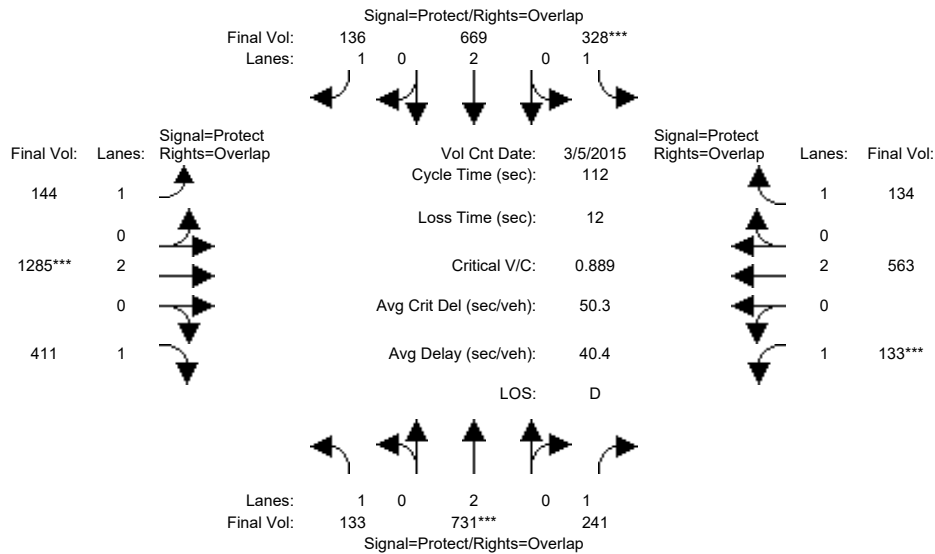 Signal=Protect/Rights=Overlap
Final Vol: 136 669 328***
Lanes: 1 0 2 0 1
Signal=Protect
Final Vol: Lanes: Rights=Overlap
Vol Cnt Date: 3/5/2015
Signal=Protect
Rights=Overlap Lanes: Final Vol:
Cycle Time (sec): 112
144 1
1 134
Loss Time (sec): 12
0
0
1285*** 2
Critical V/C: 0.889
2 563
0
Avg Crit Del (sec/veh): 50.3
0
411 1
Avg Delay (sec/veh): 40.4
1 133***
LOS: D
Lanes: 1 0 2 0 1
Final Vol: 133 731*** 241
Signal=Protect/Rights=Overlap